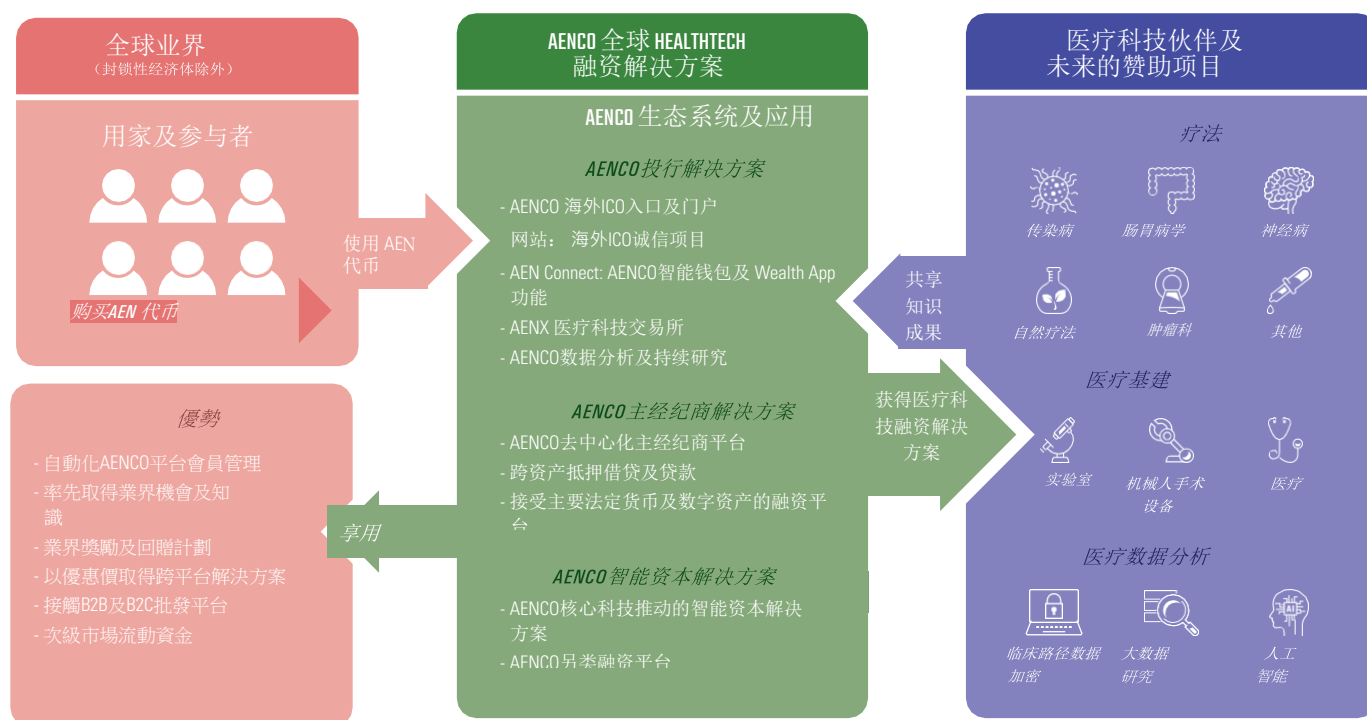 全球业界
（封锁性经济体除外）
用家及参与者
购买AEN 代币
使用 AEN
代币
優勢
- 自動化AENCO平台會員管理
- 率先取得業界機會及知
識
- 業界獎勵及回贈計劃
- 以優惠價取得跨平台解決方案
- 接觸B2B及B2C批發平台
- 次級市場流動資金
享用
AENCO 全球 HEALTHTECH
融资解决方案
AENCO 生态系统及应用
AENCO投行解决方案
- AENCO 海外ICO入口及门户
网站： 海外ICO诚信项目
- AEN Connect: AENCO智能钱包及 Wealth App
功能
- AENX 医疗科技交易所
- AENCO数据分析及持续研究
AENCO主经纪商解决方案
- AENCO去中心化主经纪商平台
- 跨资产抵押借贷及贷款
- 接受主要法定货币及数字资产的融资平
台
AENCO智能资本解决方案
- AENCO核心科技推动的智能资本解决
方案
- AENCO另类融资平台
共享
知识
成果
获得医疗科
技融资解决
方案
医疗科技伙伴及
未来的赞助项目
疗法
传染病
肠胃病学
神经病
自然疗法
肿瘤科
其他
医疗基建
实验室
机械人手术
设备
医疗
医疗数据分析
AI
临床路径数据
加密
大数据
研究
人工
智能